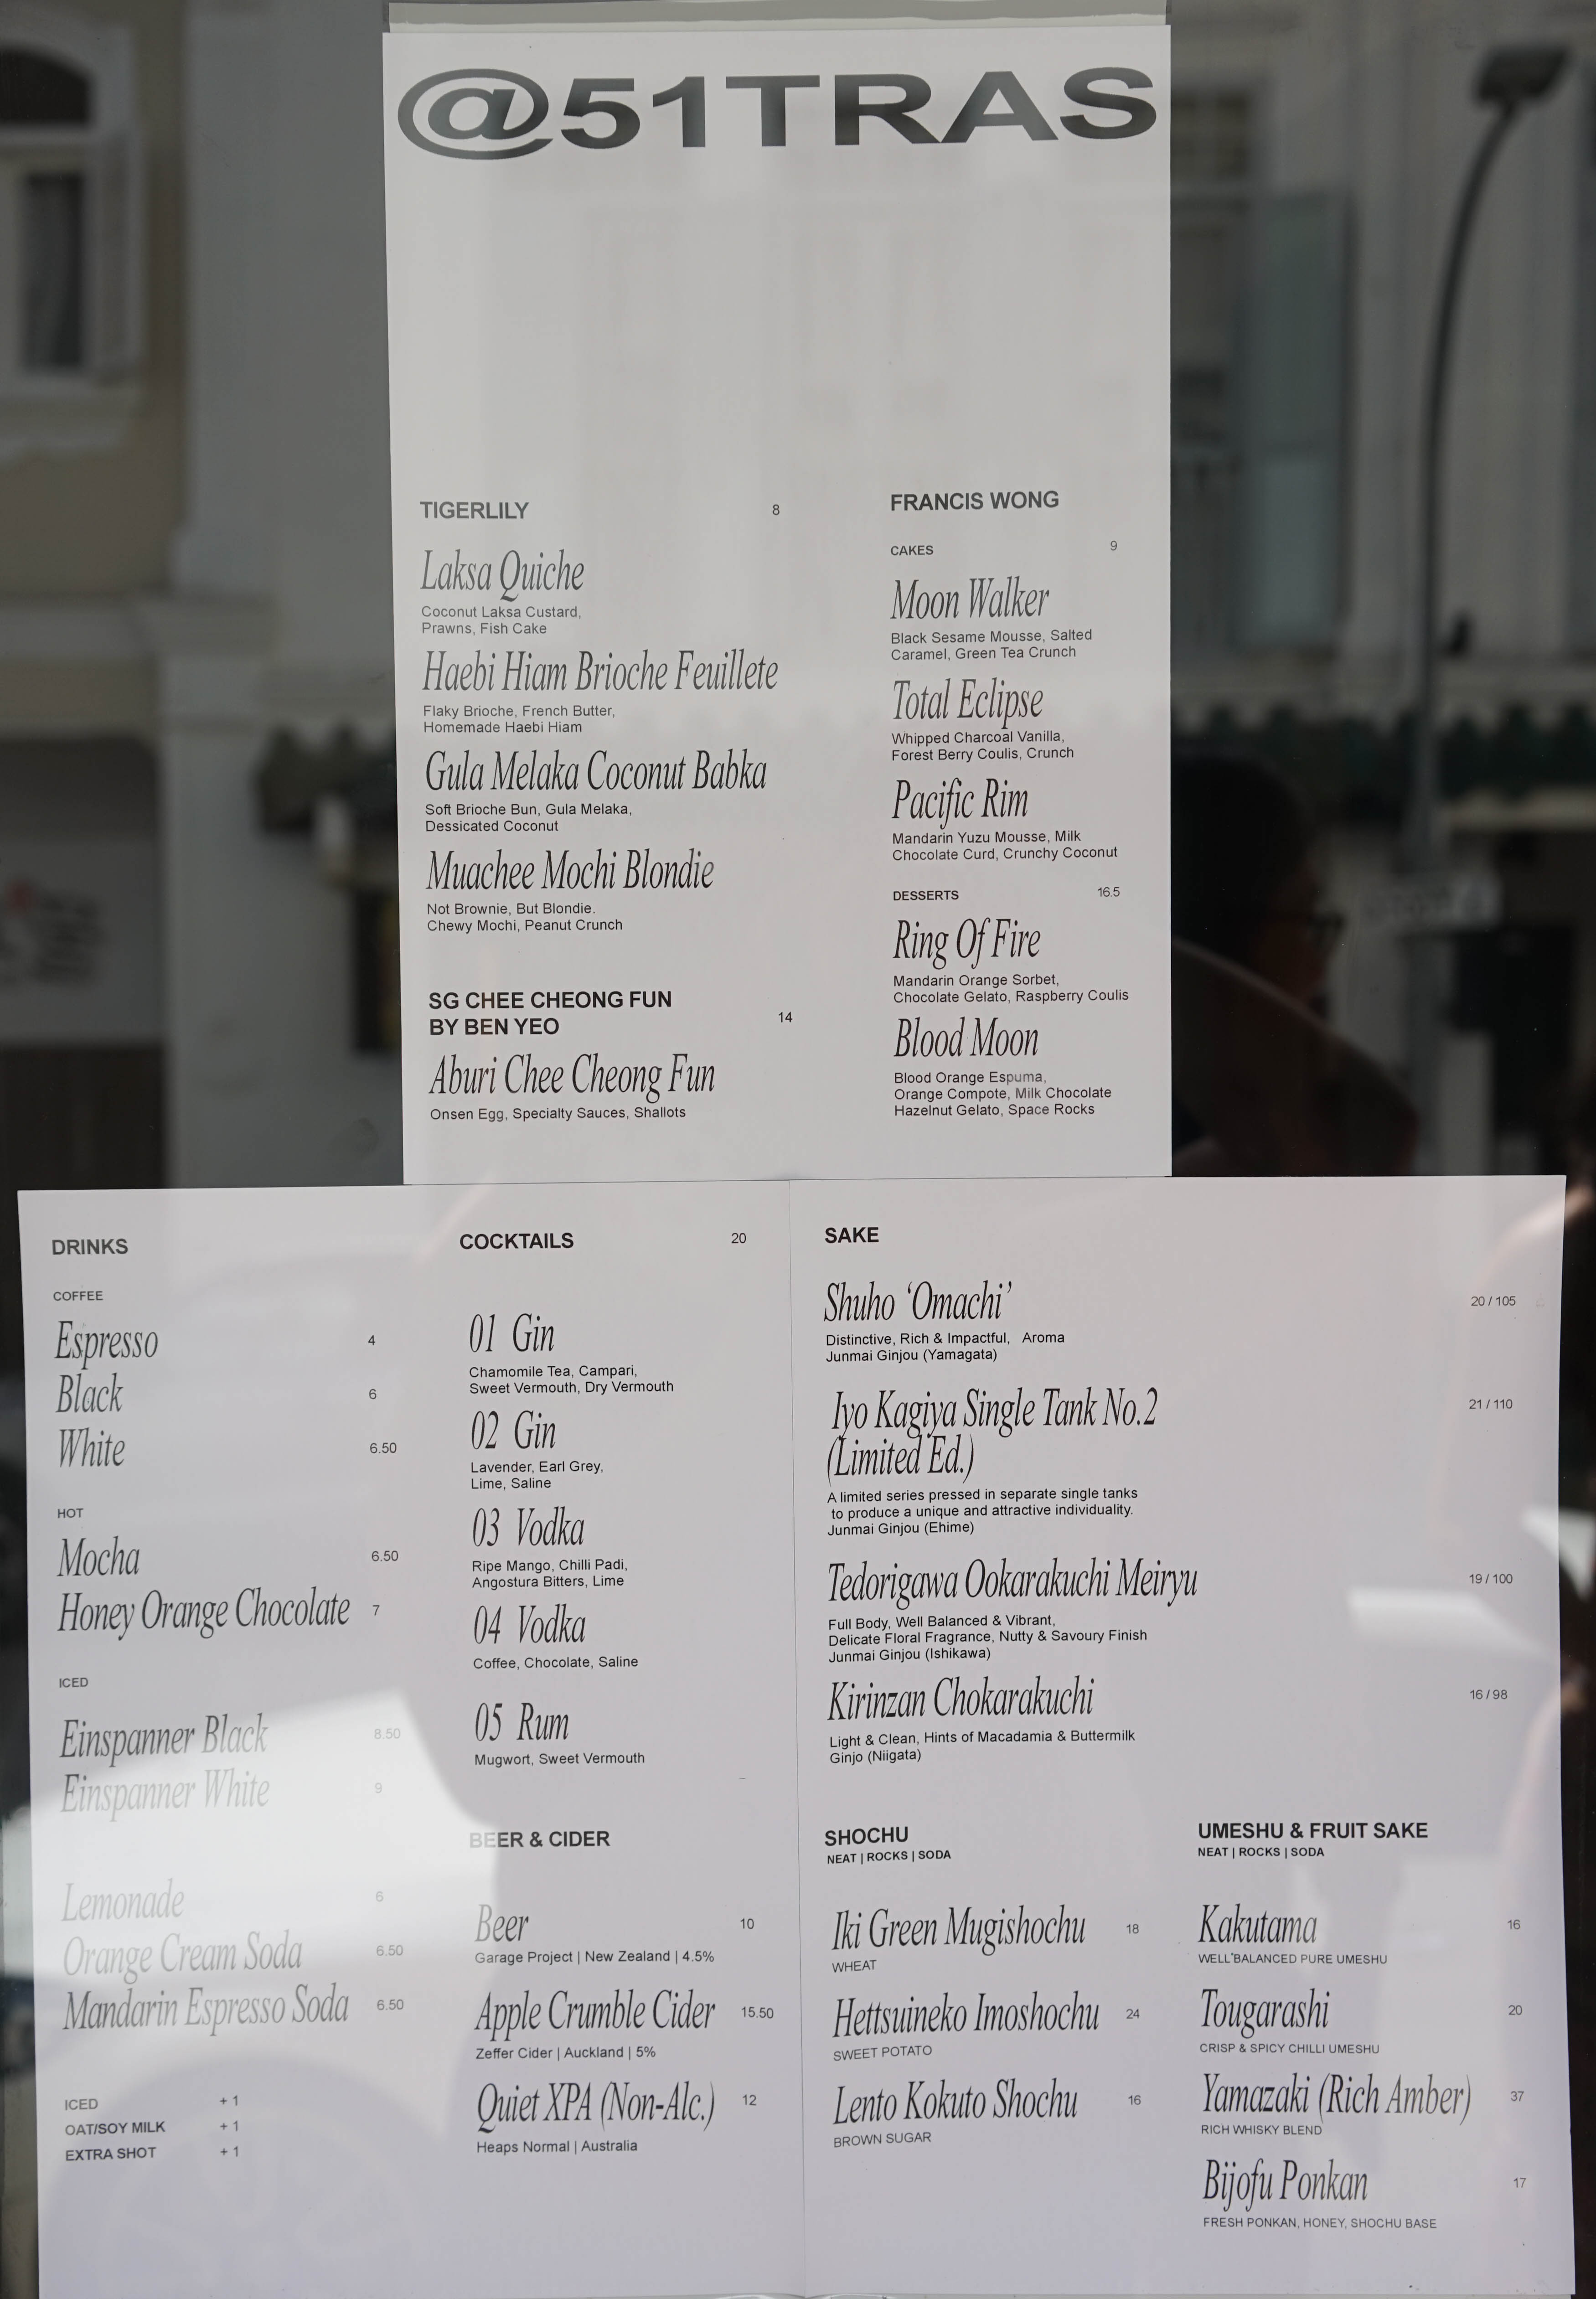 @51TRAS
TIGERLILY 8
Laksa Quiche
Coconut Laksa Custard,
Prawns, Fish Cake
Haebi Hiam Brioche Feuillete
Flaky Brioche, French Butter,
Homemade Haebi Hiam
Gula Melaka Coconut Babka
Soft Brioche Bun, Gula Melaka,
Dessicated Coconut
Muachee Mochi Blondie
Not Brownie, But Blondie.
Chewy Mochi, Peanut Crunch
SG CHEE CHEONG FUN
BY BEN YEO 14
Aburi Chee Cheong Fun
Onsen Egg, Specialty Sauces, Shallots
FRANCIS WONG
CAKES 9
Moon Walker
Black Sesame Mousse, Salted
Caramel, Green Tea Crunch
Total Eclipse
Whipped Charcoal Vanilla,
Forest Berry Coulis, Crunch
Pacific Rim
Mandarin Yuzu Mousse, Milk
Chocolate Curd, Crunchy Coconut
DESSERTS 16.5
Ring Of Fire
Mandarin Orange Sorbet,
Chocolate Gelato, Raspberry Coulis
Blood Moon
Blood Orange Espuma,
Orange Compote, Milk Chocolate
Hazelnut Gelato, Space Rocks
DRINKS
COFFEE
Espresso 4
Black 6
White 6.50
HOT
Mocha 6.50
Honey Orange Chocolate 7
ICED
Einspanner Black 8.50
Einspanner White 9
Lemonade 6
Orange Cream Soda 6.50
Mandarin Espresso Soda 6.50
ICED + 1
OAT/SOY MILK + 1
EXTRA SHOT + 1
COCKTAILS 20
01 Gin
Chamomile Tea, Campari,
Sweet Vermouth, Dry Vermouth
02 Gin
Lavender, Earl Grey,
Lime, Saline
03 Vodka
Ripe Mango, Chilli Padi,
Angostura Bitters, Lime
04 Vodka
Coffee, Chocolate, Saline
05 Rum
Mugwort, Sweet Vermouth
BEER & CIDER
Beer 10
Garage Project | New Zealand | 4.5%
Apple Crumble Cider 15.50
Zeffer Cider | Auckland | 5%
Quiet XPA (Non-Alc.) 12
Heaps Normal | Australia
SAKE
Shuho ‘Omachi’ 20 / 105
Distinctive, Rich & Impactful, Aroma
Junmai Ginjou (Yamagata)
Iyo Kagiya Single Tank No.2 21 / 110
(Limited Ed.)
A limited series pressed in separate single tanks
to produce a unique and attractive individuality.
Junmai Ginjou (Ehime)
Tedorigawa Ookarakuchi Meiryu 19 / 100
Full Body, Well Balanced & Vibrant,
Delicate Floral Fragrance, Nutty & Savoury Finish
Junmai Ginjou (Ishikawa)
Kirinzan Chokarakuchi 16 / 98
Light & Clean, Hints of Macadamia & Buttermilk
Ginjo (Niigata)
SHOCHU
NEAT | ROCKS | SODA
Iki Green Mugishochu 18
WHEAT
Hettsuineko Imoshochu 24
SWEET POTATO
Lento Kokuto Shochu 16
BROWN SUGAR
UMESHU & FRUIT SAKE
NEAT | ROCKS | SODA
Kakutama 16
WELL BALANCED PURE UMESHU
Tougarashi 20
CRISP & SPICY CHILLI UMESHU
Yamazaki (Rich Amber) 37
RICH WHISKY BLEND
Bijofu Ponkan 17
FRESH PONKAN, HONEY, SHOCHU BASE